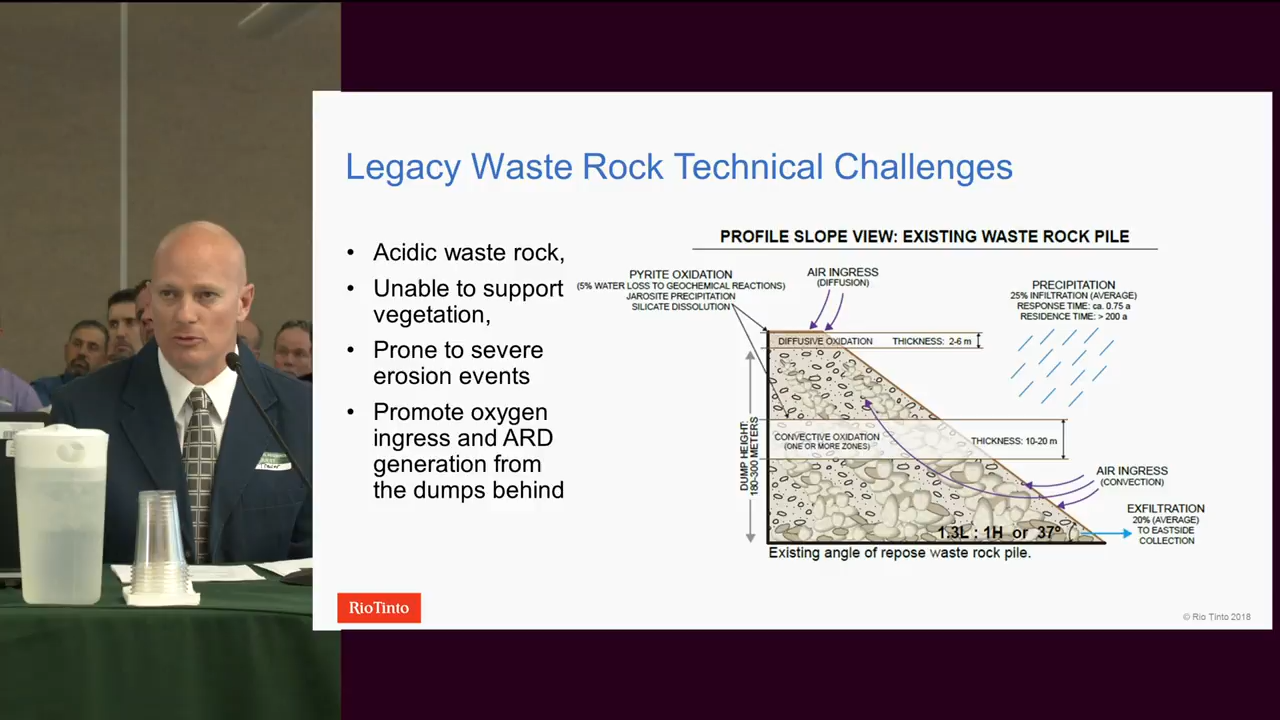 Legacy Waste Rock Technical Challenges
• Acidic waste rock,
• Unable to support
vegetation,
• Prone to severe
erosion events
• Promote oxygen
ingress and ARD
generation from
the dumps behind
PROFILE SLOPE VIEW: EXISTING WASTE ROCK PILE
PYRITE OXIDATION
(5% WATER LOSS TO GEOCHEMICAL REACTIONS)
JAROSITE PRECIPITATION
SILICATE DISSOLUTION
AIR INGRESS
(DIFFUSION)
PRECIPITATION
25% INFILTRATION (AVERAGE)
RESPONSE TIME: ca. 0.75 a
RESIDENCE TIME: > 200 a
DIFFUSIVE OXIDATION
THICKNESS: 2-6 m
DUMP HEIGHT:
180-300 METERS
CONVECTIVE OXIDATION
(ONE OR MORE ZONES)
THICKNESS: 10-20 m
AIR INGRESS
(CONVECTION)
EXFILTRATION
20% (AVERAGE)
TO EASTSIDE
COLLECTION
1.3L : 1H or 37°
Existing angle of repose waste rock pile.
RioTinto
© Rio Tinto 2018